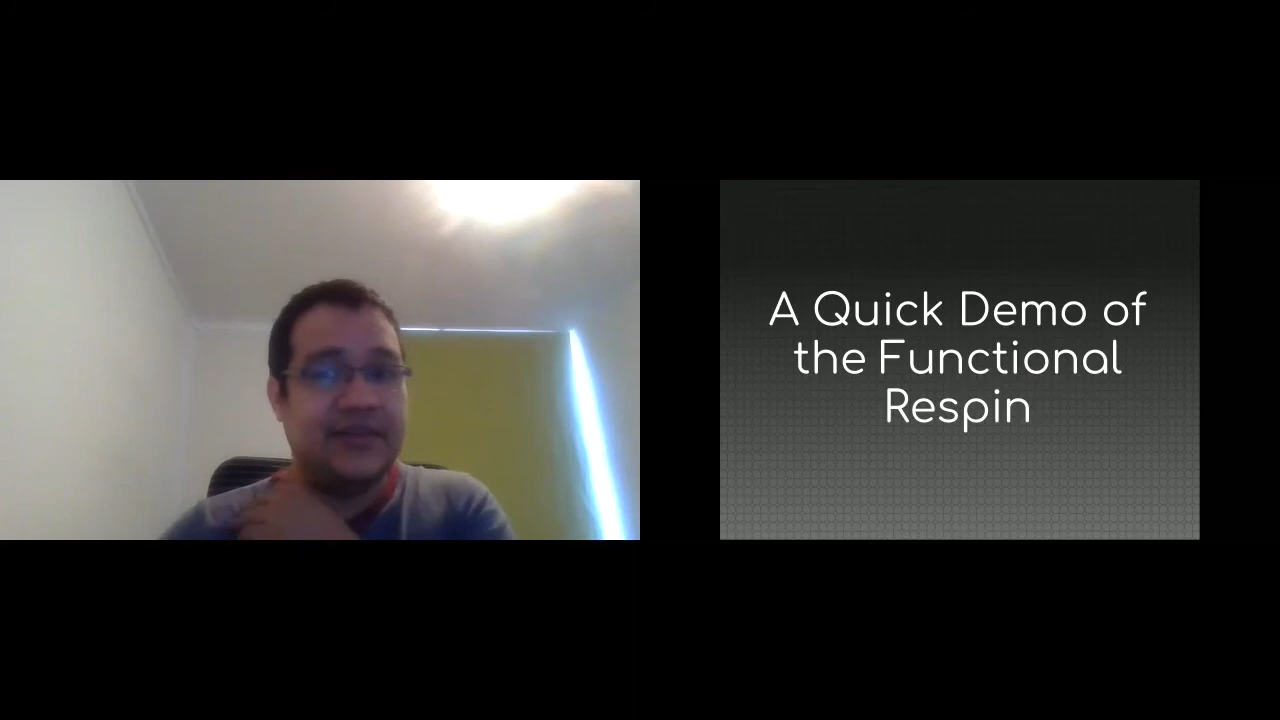 A Quick Demo of
the Functional
Respin